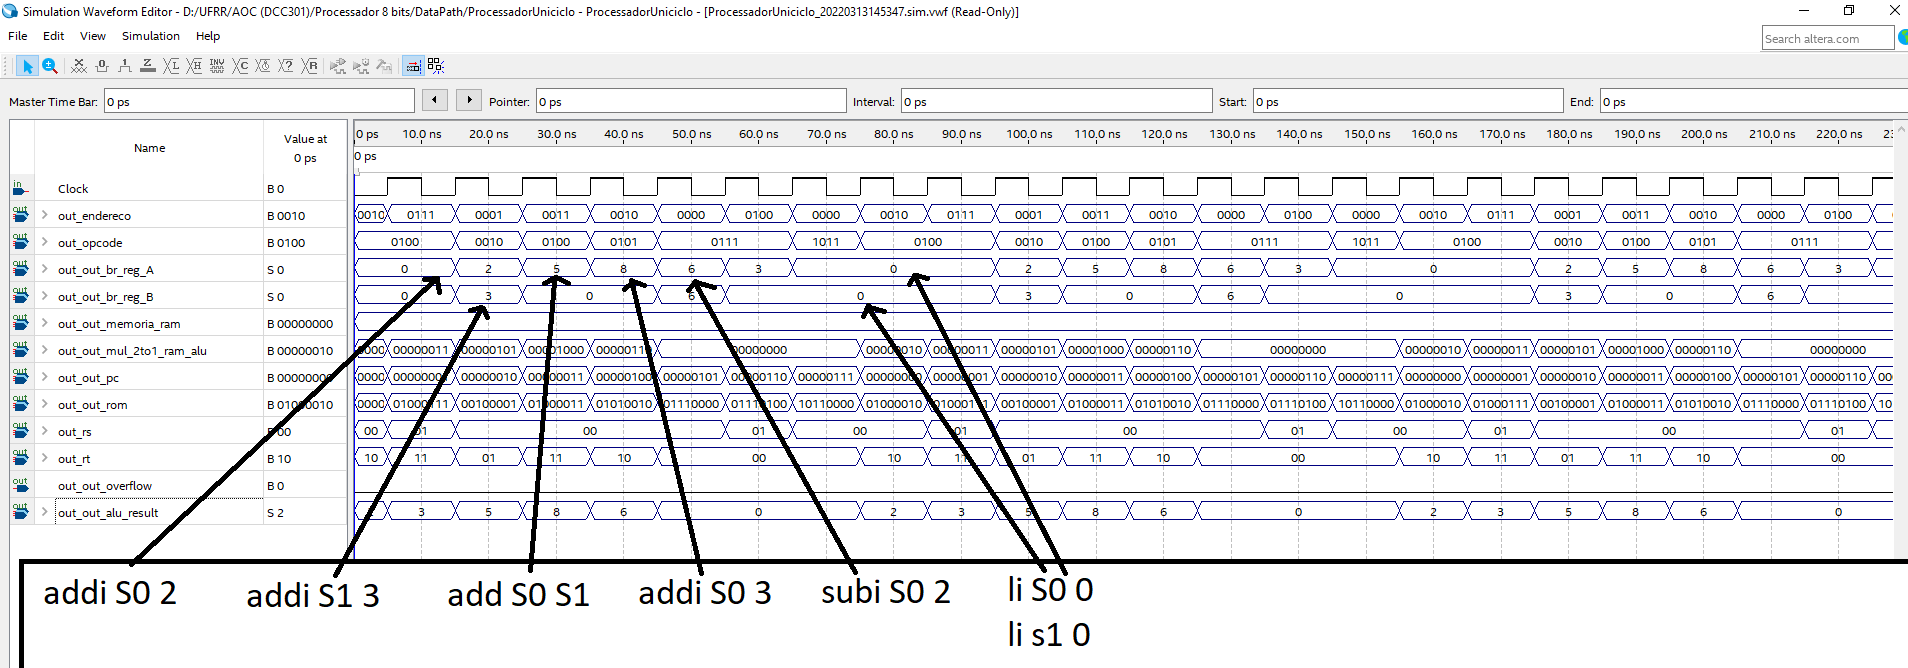 Simulation Waveform Editor - D:/UFRR/AOC (DCC301)/Processador 8 bits/DataPath/ProcessadorUniciclo - ProcessadorUniciclo - [ProcessadorUniciclo_20220313145347.sim.vwf (Read-Only)]
File Edit View Simulation Help
Search altera.com
Master Time Bar: 0 ps Pointer: 0 ps Interval: 0 ps Start: 0 ps End: 0 ps
Name Value at 0 ps 0 ps 10.0 ns 20.0 ns 30.0 ns 40.0 ns 50.0 ns 60.0 ns 70.0 ns 80.0 ns 90.0 ns 100.0 ns 110.0 ns 120.0 ns 130.0 ns 140.0 ns 150.0 ns 160.0 ns 170.0 ns 180.0 ns 190.0 ns 200.0 ns 210.0 ns 220.0 ns
0 ps
Clock B 0
out_endereco B 0010 0010 0111 0001 0011 0010 0000 0100 0000 0010 0111 0001 0011 0010 0000 0100 0000 0010 0111 0001 0011 0010 0000 0100
out_opcode B 0100 0100 0010 0100 0101 0111 1011 0100 0010 0100 0101 0111 1011 0100 0010 0100 0101 0111
out_out_br_reg_A S 0 0 2 5 8 6 3 0 2 5 8 6 3 0 2 5 8 6 3
out_out_br_reg_B S 0 0 3 0 6 0 3 0 6 0 3 0 6
out_out_memoria_ram B 00000000
out_out_mul_2to1_ram_alu B 00000010 00000011 00000101 00001000 00000110 00000000 00000010 00000011 00000101 00001000 00000110 00000000 00000010 00000011 00000101 00001000 00000110 00000000
out_out_pc B 00000000 00000001 00000010 00000011 00000100 00000101 00000110 00000111 00000000 00000001 00000010 00000011 00000100 00000101 00000110 00000111 00000000 00000001 00000010 00000011 00000100 00000101 00000110
out_out_rom B 01000010 01000111 00100001 01000011 01010010 01110000 01110100 10110000 01000010 01000111 00100001 01000011 01010010 01110000 01110100 10110000 01000010 01000111 00100001 01000011 01010010 01110000 01110100
out_rs B 00 00 01 00 01 00 01 00 01 00 01 00 01
out_rt B 10 10 11 01 11 10 00 10 11 01 11 10 00 10 11 01 11 10 00
out_out_overflow B 0
out_out_alu_result S 2 3 5 8 6 0 2 3 5 8 6 0 2 3 5 8 6 0
addi S0 2 addi S1 3 add S0 S1 addi S0 3 subi S0 2 li S0 0
li s1 0